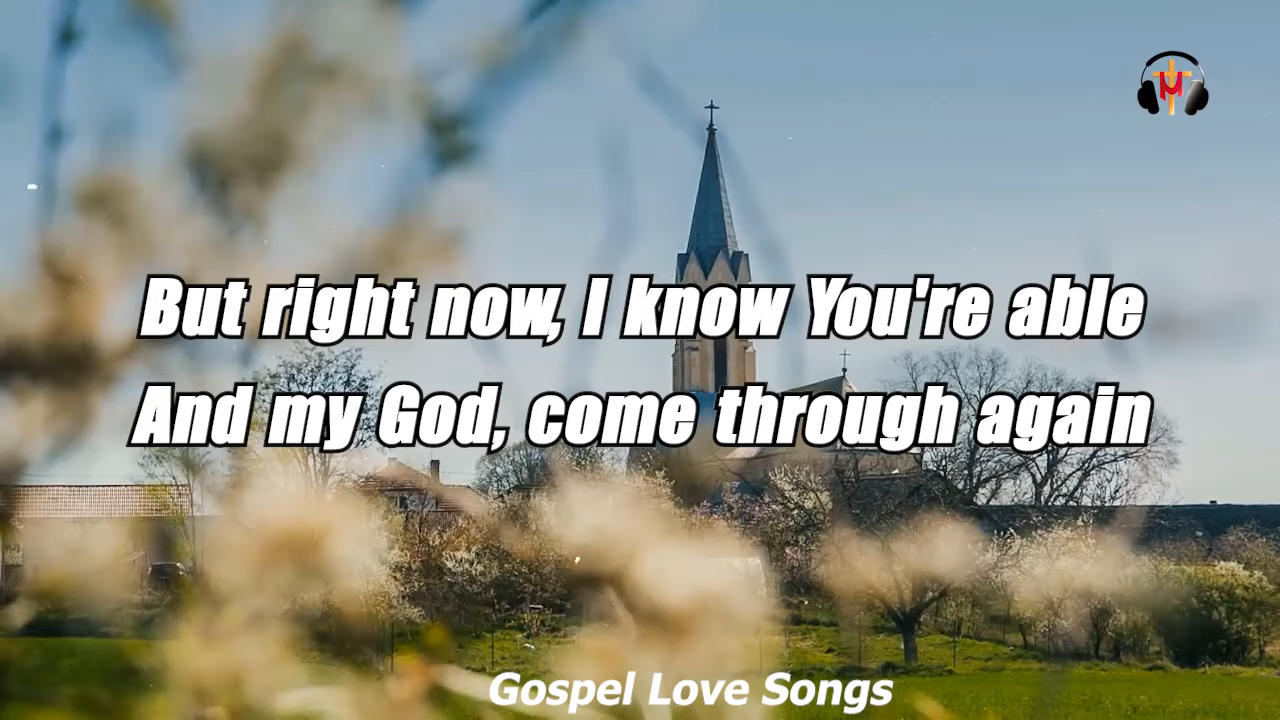 But right now, I know You're able
And my God, come through again
Gospel Love Songs